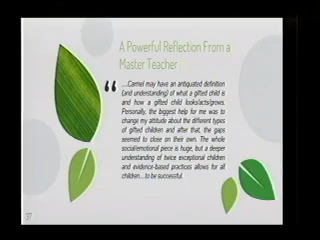 A Powerful Reflection From a
Master Teacher
“ ....Carmel may have an antiquated definition
(and understanding) of what a gifted child is
and how a gifted child looks/acts/grows.
Personally, the biggest help for me was to
change my attitude about the different types
of gifted children and after that, the gaps
seemed to close on their own. The whole
social/emotional piece is huge, but a deeper
understanding of twice exceptional children
and evidence-based practices allows for all
children....to be successful.
37